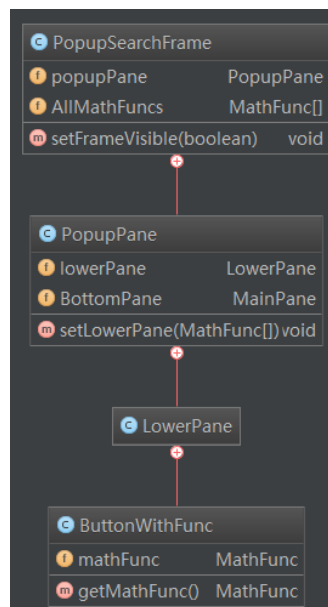 C PopupSearchFrame
f popupPane PopupPane
f AllMathFuncs MathFunc[]
m setFrameVisible(boolean) void
C PopupPane
f lowerPane LowerPane
f BottomPane MainPane
m setLowerPane(MathFunc[]) void
C LowerPane
C ButtonWithFunc
f mathFunc MathFunc
m getMathFunc() MathFunc